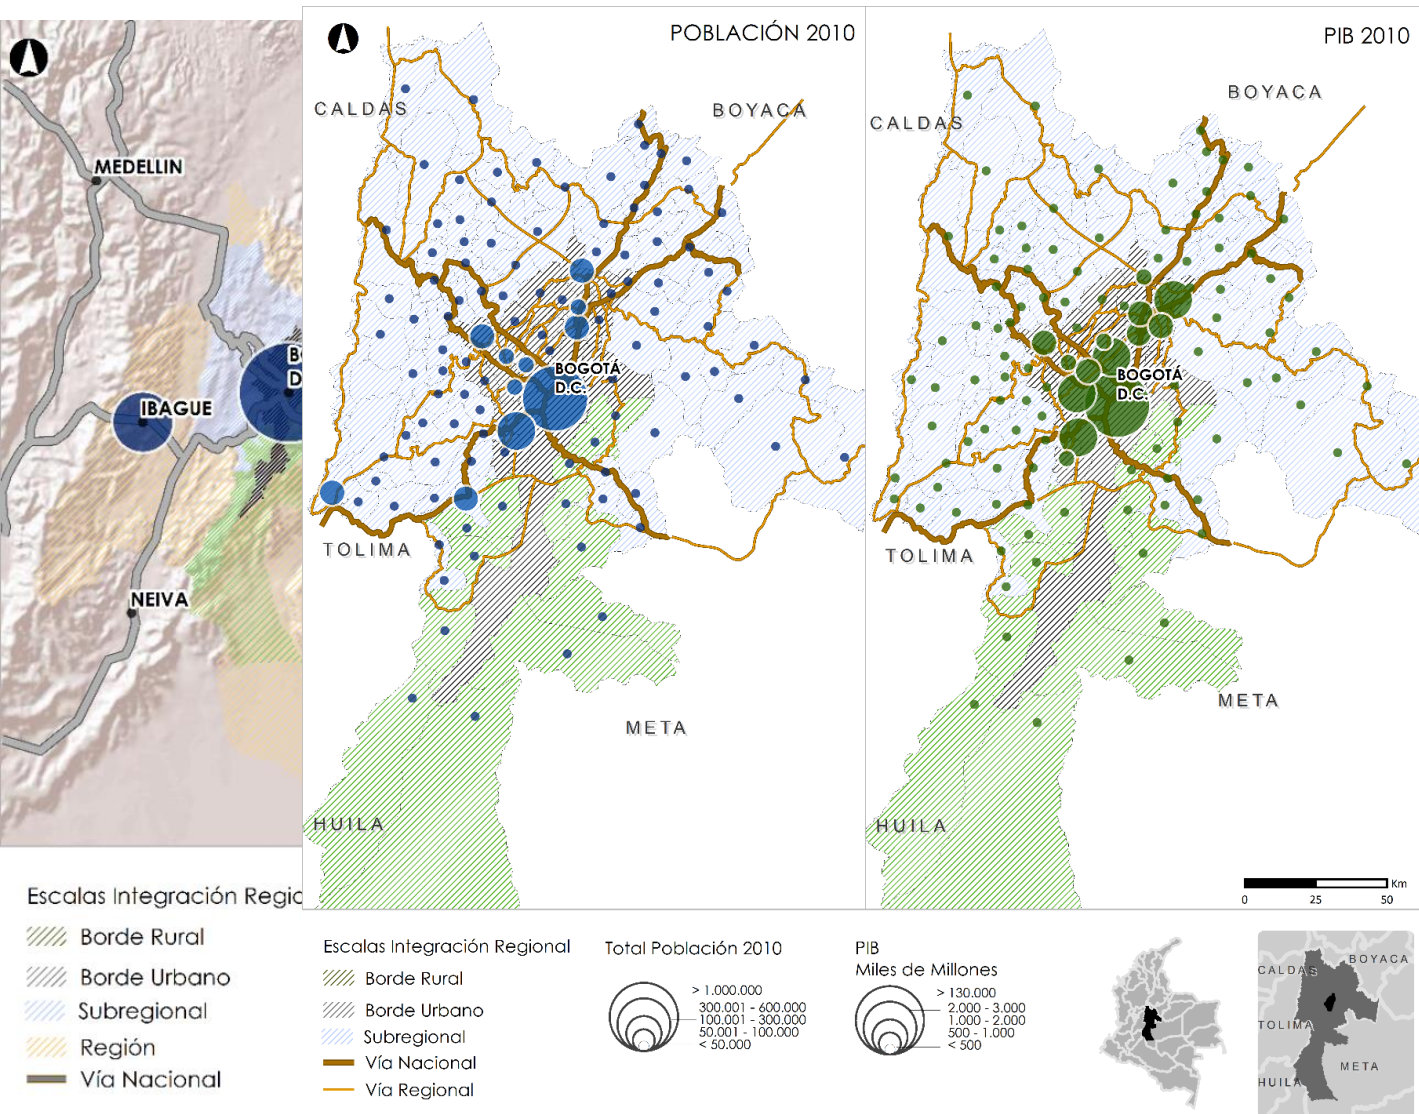 MEDELLIN
IBAGUE
B
D
NEIVA
Escalas Integración Regio
Borde Rural
Borde Urbano
Subregional
Región
Vía Nacional
POBLACIÓN 2010
CALDAS
BOYACA
BOGOTÁ
D.C.
TOLIMA
META
HUILA
PIB 2010
CALDAS
BOYACA
BOGOTÁ
D.C.
TOLIMA
META
HUILA
Km
0 25 50
Escalas Integración Regional
Borde Rural
Borde Urbano
Subregional
Vía Nacional
Vía Regional
Total Población 2010
> 1.000.000
300.001 - 600.000
100.001 - 300.000
50.001 - 100.000
< 50.000
PIB
Miles de Millones
> 130.000
2.000 - 3.000
1.000 - 2.000
500 - 1.000
< 500
CALDAS
BOYACA
TOLIMA
META
HUILA